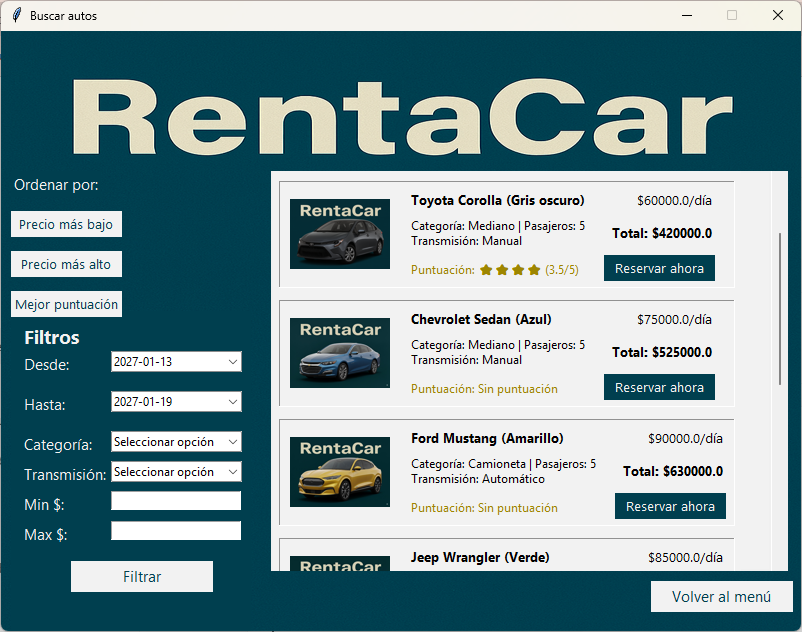 Buscar autos
RentaCar
Ordenar por:
Precio más bajo
Precio más alto
Mejor puntuación
Filtros
Desde:
2027-01-13
Hasta:
2027-01-19
Categoría:
Seleccionar opción
Transmisión:
Seleccionar opción
Min $:
Max $:
Filtrar
RentaCar
Toyota Corolla (Gris oscuro)
$60000.0/día
Categoría: Mediano | Pasajeros: 5
Transmisión: Manual
Total: $420000.0
Puntuación: ★ ★ ★ ★ (3.5/5)
Reservar ahora
RentaCar
Chevrolet Sedan (Azul)
$75000.0/día
Categoría: Mediano | Pasajeros: 5
Transmisión: Manual
Total: $525000.0
Puntuación: Sin puntuación
Reservar ahora
RentaCar
Ford Mustang (Amarillo)
$90000.0/día
Categoría: Camioneta | Pasajeros: 5
Transmisión: Automático
Total: $630000.0
Puntuación: Sin puntuación
Reservar ahora
RentaCar
Jeep Wrangler (Verde)
$85000.0/día
Volver al menú